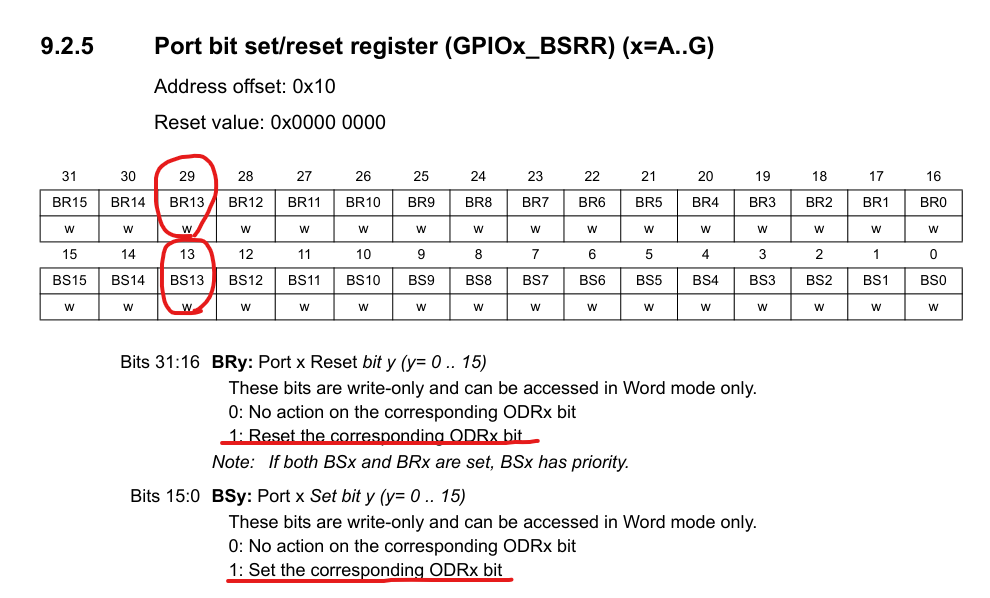 9.2.5 Port bit set/reset register (GPIOx_BSRR) (x=A..G)
Address offset: 0x10
Reset value: 0x0000 0000
31 30 29 28 27 26 25 24 23 22 21 20 19 18 17 16
BR15 BR14 BR13 BR12 BR11 BR10 BR9 BR8 BR7 BR6 BR5 BR4 BR3 BR2 BR1 BR0
w w w w w w w w w w w w w w w w
15 14 13 12 11 10 9 8 7 6 5 4 3 2 1 0
BS15 BS14 BS13 BS12 BS11 BS10 BS9 BS8 BS7 BS6 BS5 BS4 BS3 BS2 BS1 BS0
w w w w w w w w w w w w w w w w
Bits 31:16 BRy: Port x Reset bit y (y= 0 .. 15)
These bits are write-only and can be accessed in Word mode only.
0: No action on the corresponding ODRx bit
1: Reset the corresponding ODRx bit
Note: If both BSx and BRx are set, BSx has priority.
Bits 15:0 BSy: Port x Set bit y (y= 0 .. 15)
These bits are write-only and can be accessed in Word mode only.
0: No action on the corresponding ODRx bit
1: Set the corresponding ODRx bit